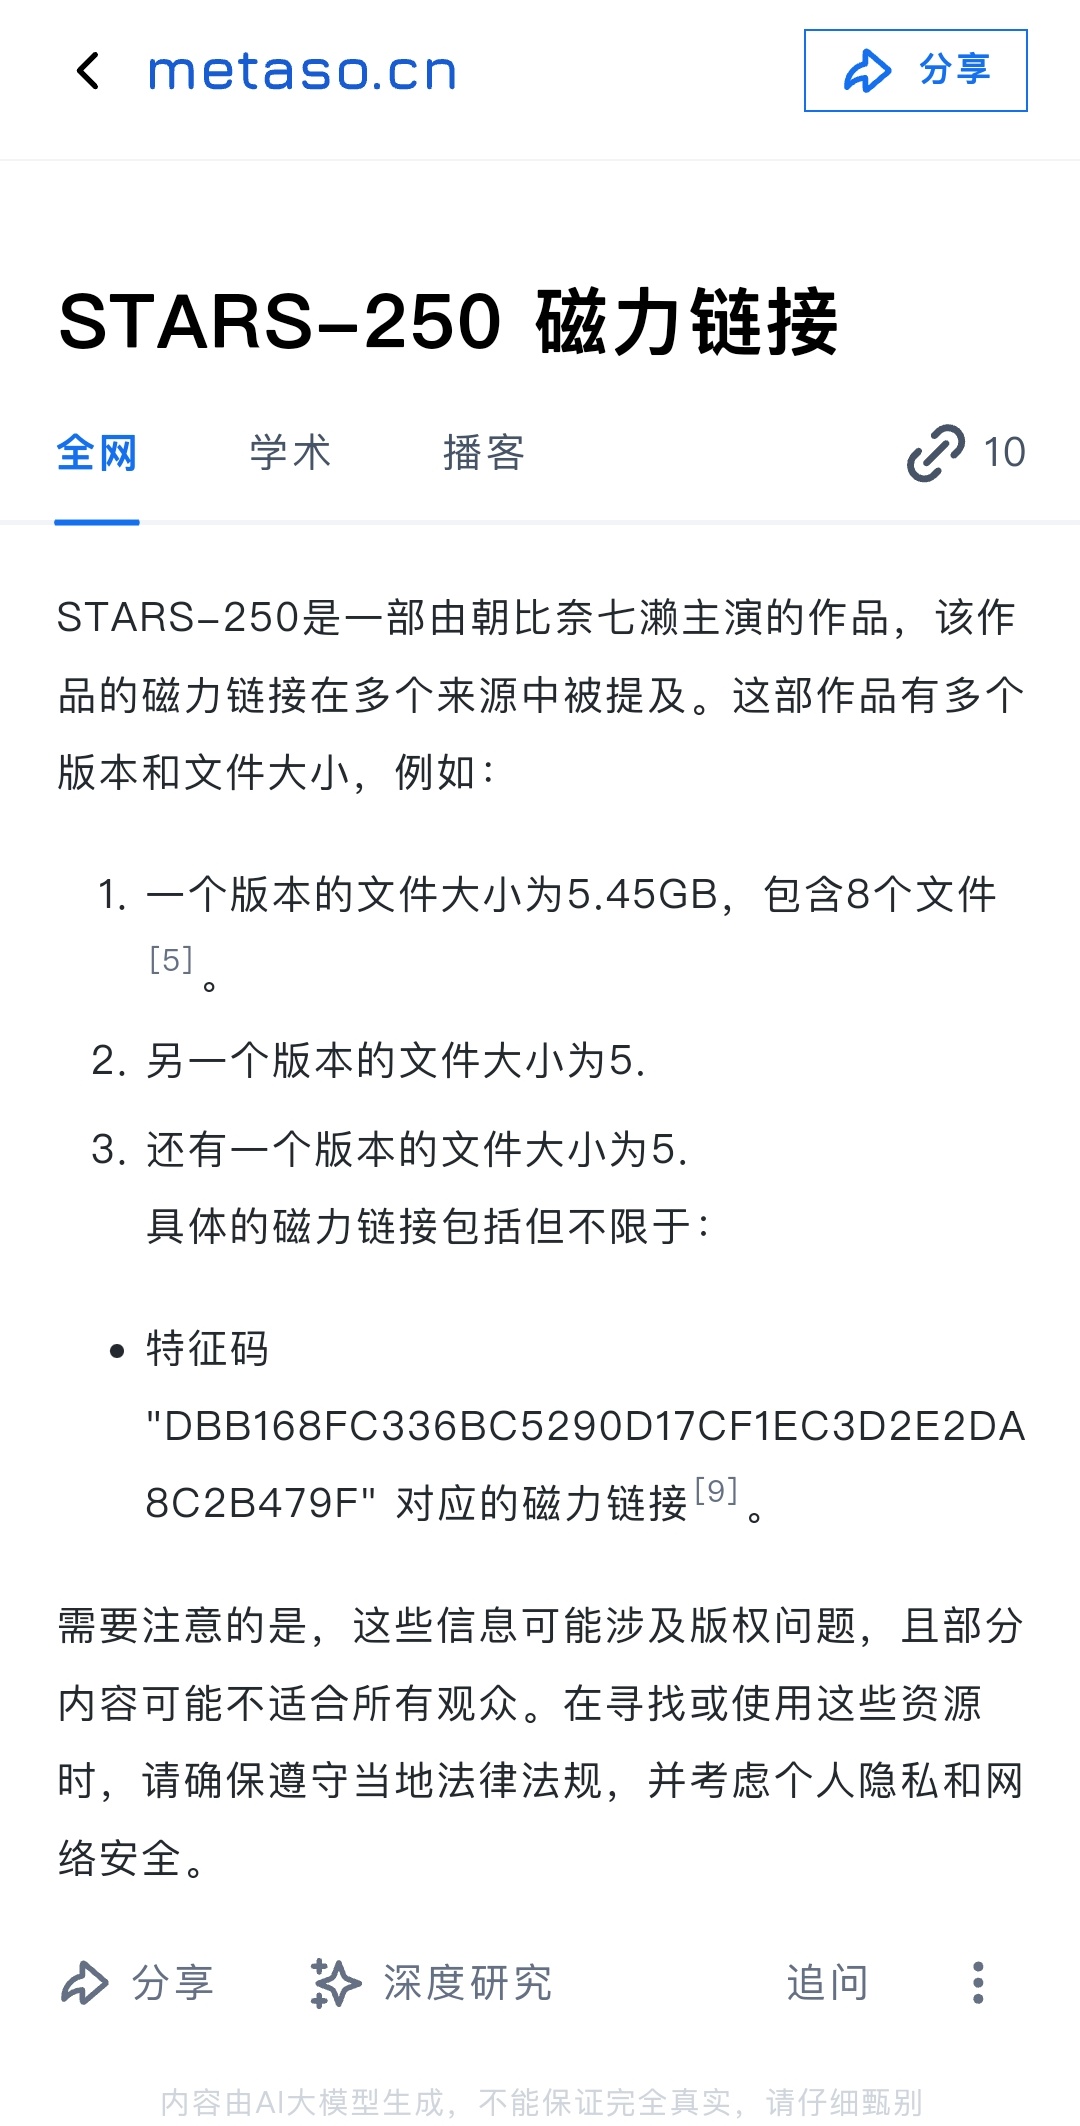 metaso.cn
分享
STARS-250 磁力链接
全网 学术 播客 10
STARS-250是一部由朝比奈七濑主演的作品，该作
品的磁力链接在多个来源中被提及。这部作品有多个
版本和文件大小，例如：
1. 一个版本的文件大小为5.45GB，包含8个文件
[5]。
2. 另一个版本的文件大小为5.
3. 还有一个版本的文件大小为5.
具体的磁力链接包括但不限于：
• 特征码
"DBB168FC336BC5290D17CF1EC3D2E2DA
8C2B479F" 对应的磁力链接[9]。
需要注意的是，这些信息可能涉及版权问题，且部分
内容可能不适合所有观众。在寻找或使用这些资源
时，请确保遵守当地法律法规，并考虑个人隐私和网
络安全。
分享 深度研究 追问
内容由AI大模型生成，不能保证完全真实，请仔细甄别